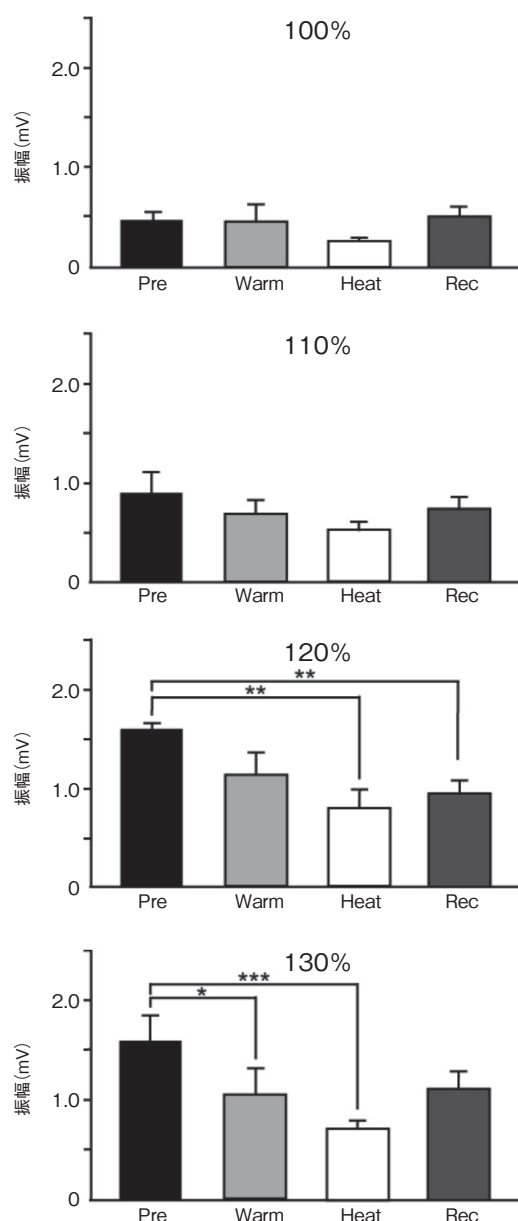 100%
振幅(mV)
2.0
1.0
0
Pre Warm Heat Rec
110%
振幅(mV)
2.0
1.0
0
Pre Warm Heat Rec
120%
振幅(mV)
**
**
2.0
1.0
0
Pre Warm Heat Rec
130%
振幅(mV)
***
*
2.0
1.0
0
Pre Warm Heat Rec